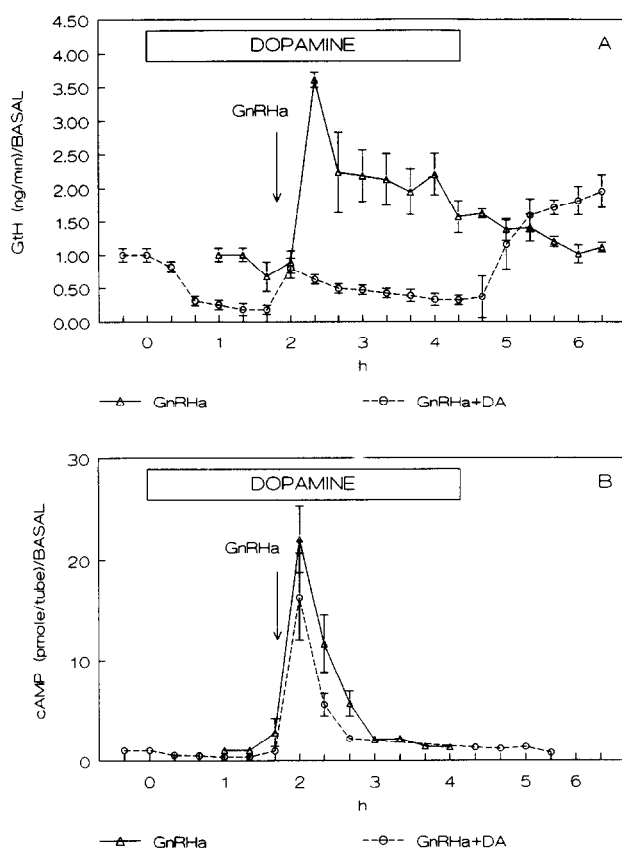 4.50
4.00
3.50
3.00
2.50
2.00
1.50
1.00
0.50
0.00
GtH (ng/min)/BASAL
DOPAMINE
A
GnRHa
0 1 2 3 4 5 6
h
GnRHa GnRHa+DA
30
20
10
0
cAMP (pmole/tube)/BASAL
DOPAMINE
B
GnRHa
0 1 2 3 4 5 6
h
GnRHa GnRHa+DA